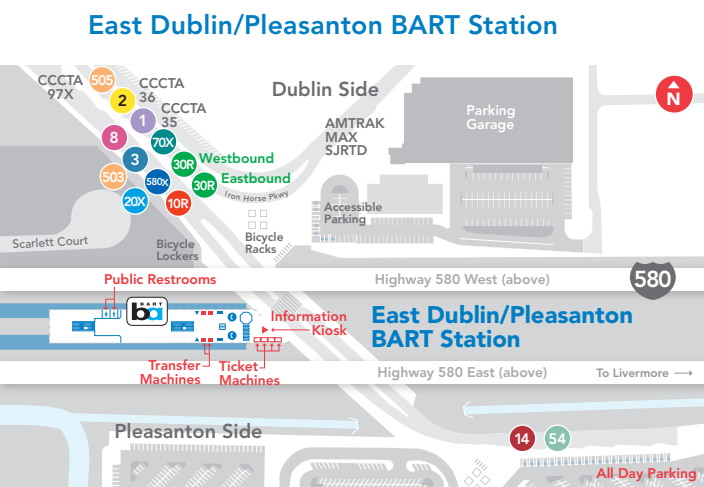 East Dublin/Pleasanton BART Station
CCCTA
97X
505
CCCTA
36
2
CCCTA
35
1
Dublin Side
Parking
Garage
N
AMTRAK
MAX
SJRTD
8
70X
3
30R
Westbound
503
580X
30R
Eastbound
20X
10R
Iron Horse Pkwy
Accessible
Parking
Scarlett Court
Bicycle
Lockers
Bicycle
Racks
Public Restrooms
Highway 580 West (above)
580
BART
ba
Information
Kiosk
East Dublin/Pleasanton
BART Station
Transfer
Machines
Ticket
Machines
Highway 580 East (above)
To Livermore
Pleasanton Side
14
54
All Day Parking